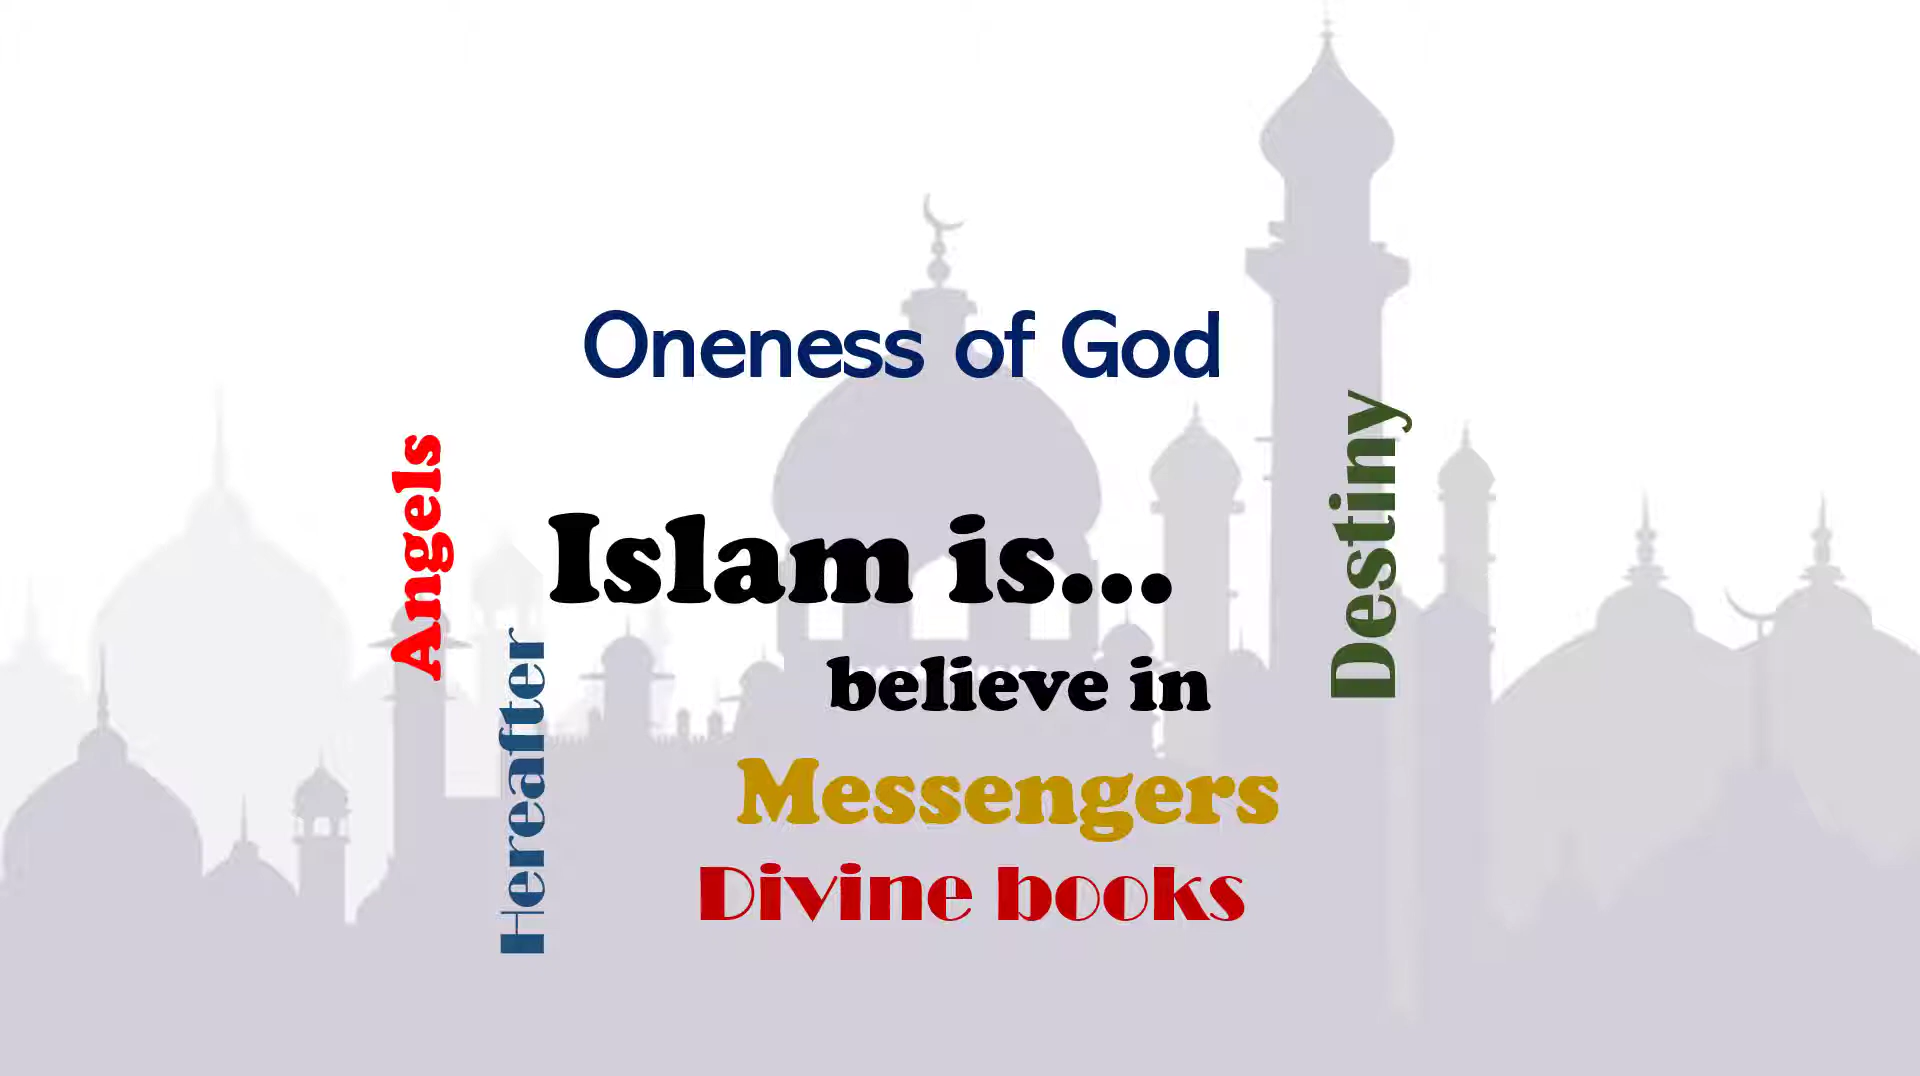 Oneness of God
Angels
Destiny
Islam is...
believe in
Hereafter
Messengers
Divine books